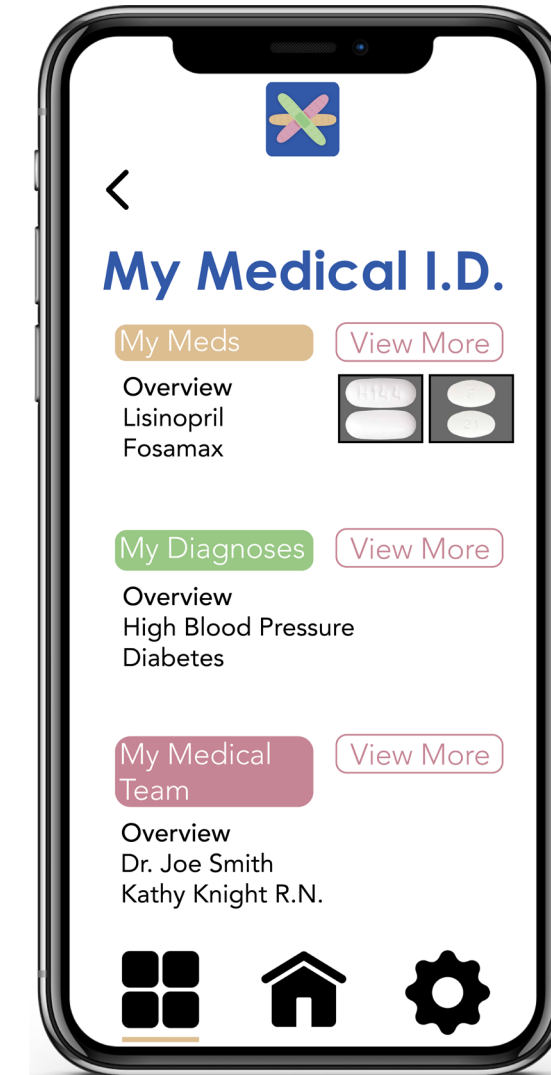 My Medical I.D.
My Meds
View More
Overview
Lisinopril
Fosamax
H144
My Diagnoses
View More
Overview
High Blood Pressure
Diabetes
My Medical
Team
View More
Overview
Dr. Joe Smith
Kathy Knight R.N.